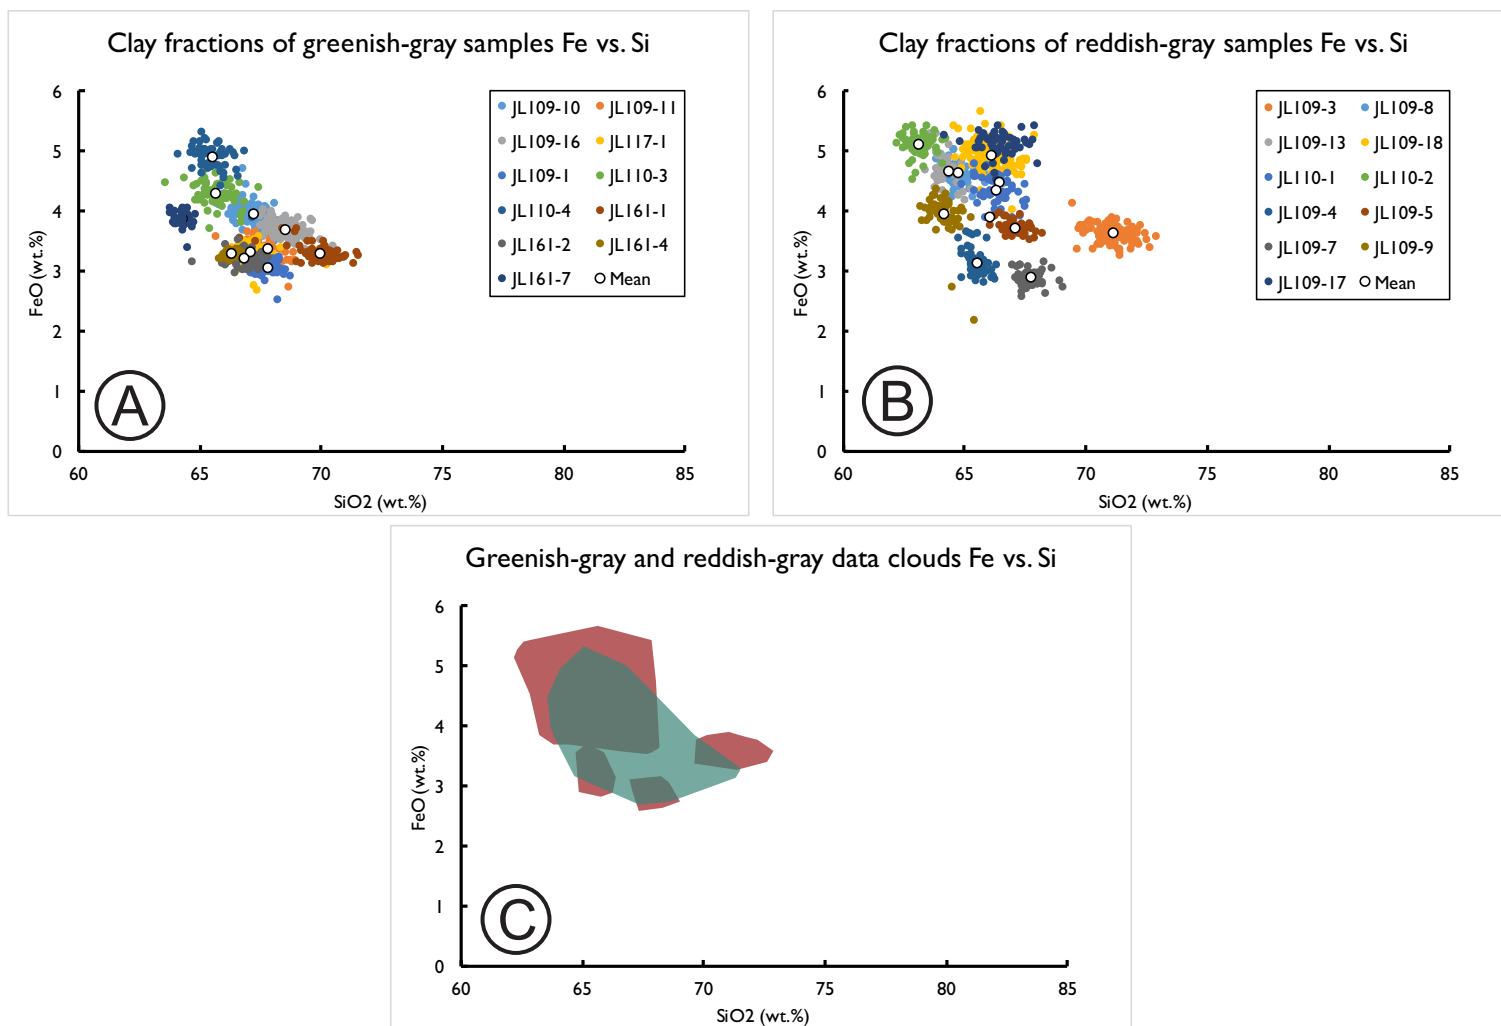 Clay fractions of greenish-gray samples Fe vs. Si
6
5
4
3
2
1
0
FeO (wt.%)
60 65 70 75 80 85
SiO2 (wt.%)
JL109-10 JL109-11
JL109-16 JL117-1
JL109-1 JL110-3
JL110-4 JL161-1
JL161-2 JL161-4
JL161-7 Mean
A
Clay fractions of reddish-gray samples Fe vs. Si
6
5
4
3
2
1
0
FeO (wt.%)
60 65 70 75 80 85
SiO2 (wt.%)
JL109-3 JL109-8
JL109-13 JL109-18
JL110-1 JL110-2
JL109-4 JL109-5
JL109-7 JL109-9
JL109-17 Mean
B
Greenish-gray and reddish-gray data clouds Fe vs. Si
6
5
4
3
2
1
0
FeO (wt.%)
60 65 70 75 80 85
SiO2 (wt.%)
C